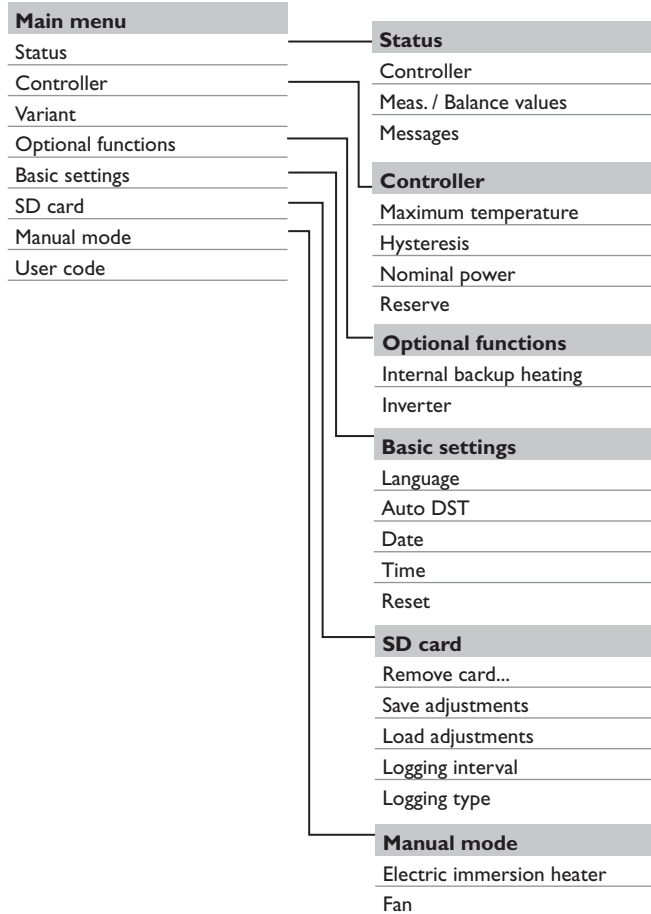 Main menu
Status
Controller
Variant
Optional functions
Basic settings
SD card
Manual mode
User code
Status
Controller
Meas. / Balance values
Messages
Controller
Maximum temperature
Hysteresis
Nominal power
Reserve
Optional functions
Internal backup heating
Inverter
Basic settings
Language
Auto DST
Date
Time
Reset
SD card
Remove card...
Save adjustments
Load adjustments
Logging interval
Logging type
Manual mode
Electric immersion heater
Fan